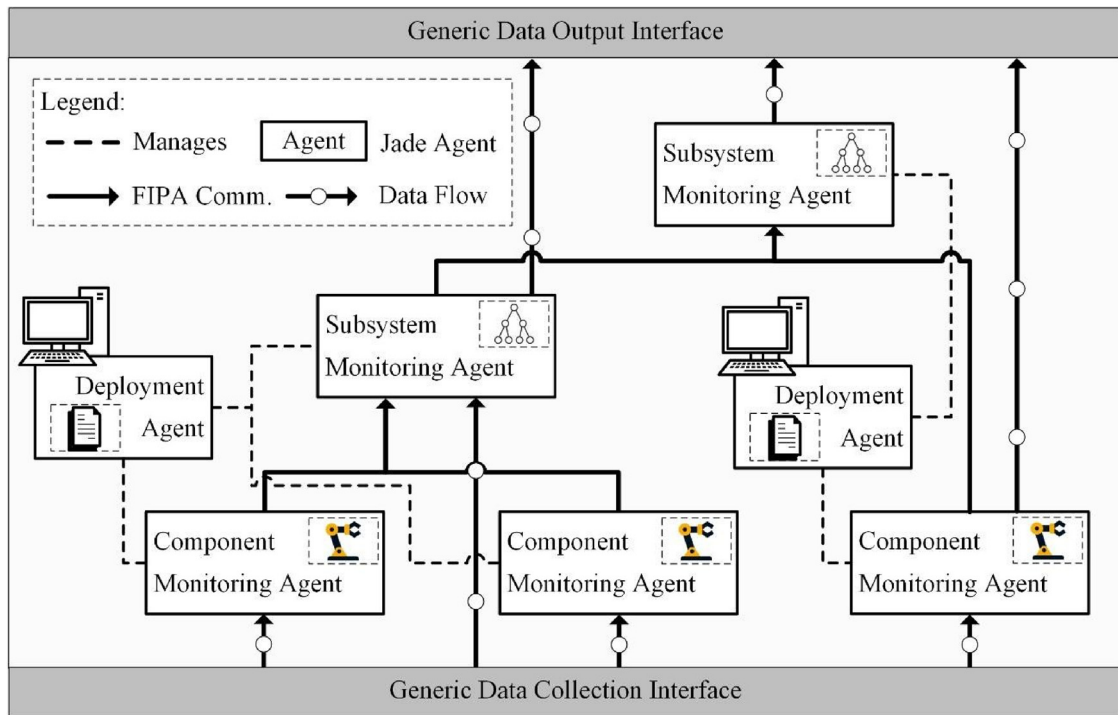 Generic Data Output Interface
Legend:
Manages
Agent
Jade Agent
FIPA Comm.
Data Flow
Subsystem
Monitoring Agent
Subsystem
Monitoring Agent
Deployment
Agent
Deployment
Agent
Component
Monitoring Agent
Component
Monitoring Agent
Component
Monitoring Agent
Generic Data Collection Interface